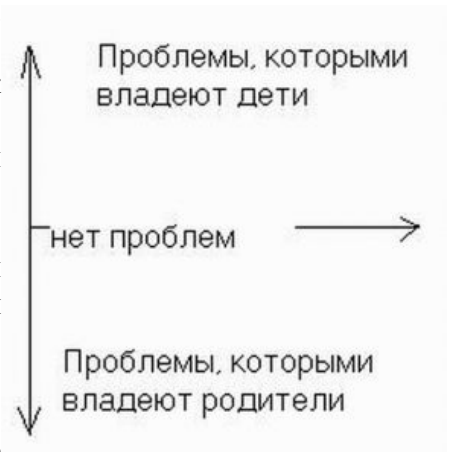 Проблемы, которыми
владеют дети
нет проблем
Проблемы, которыми
владеют родители